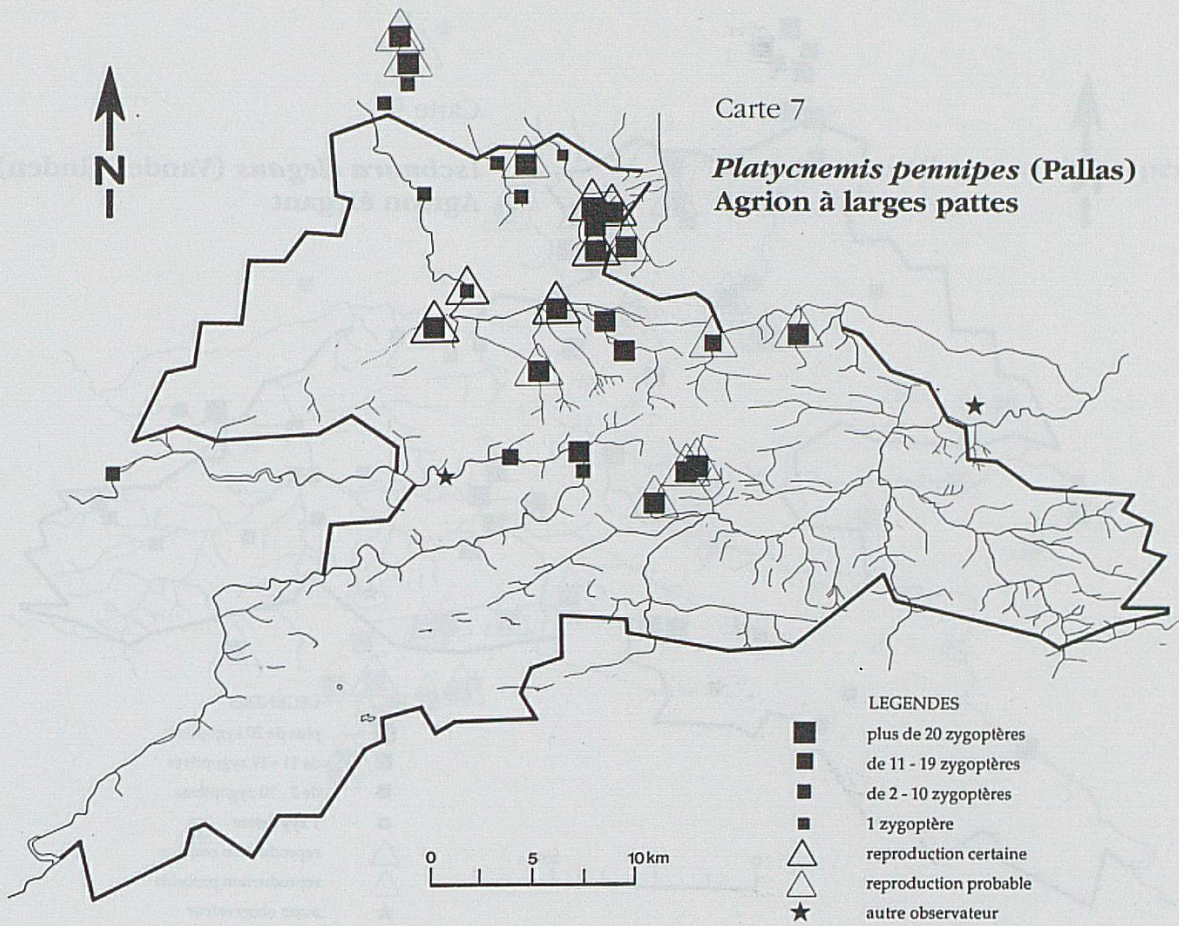 N
Carte 7
Platycnemis pennipes (Pallas)
Agrion à larges pattes
LEGENDES
plus de 20 zygoptères
de 11 - 19 zygoptères
de 2 - 10 zygoptères
1 zygoptère
reproduction certaine
reproduction probable
autre observateur
0 5 10 km